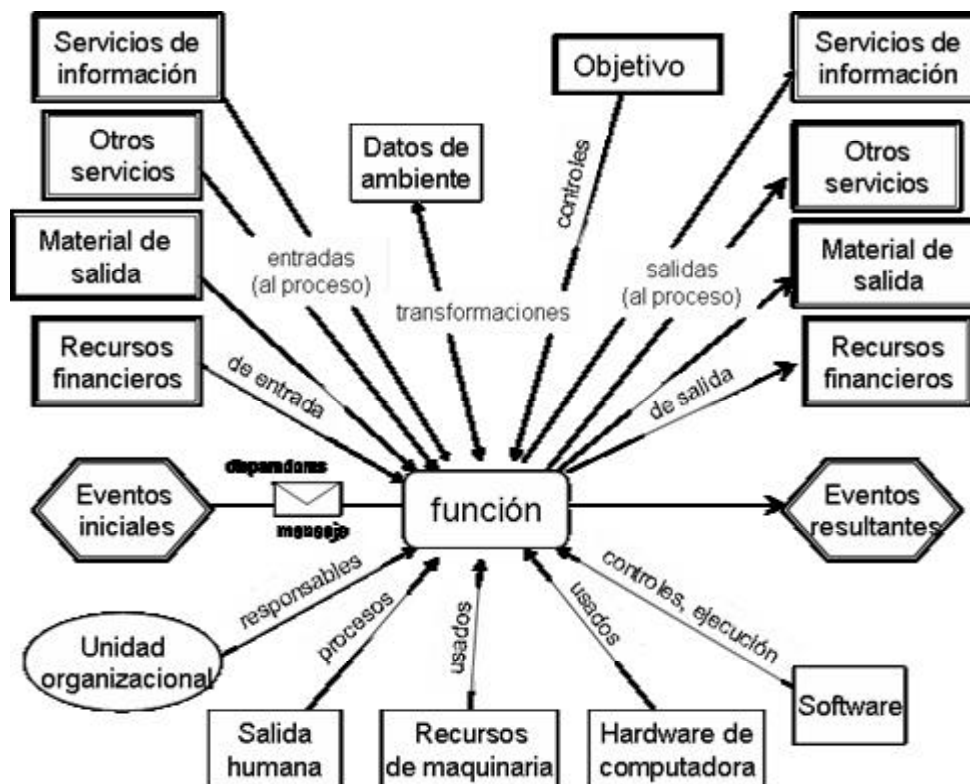 Servicios de
información
Objetivo
Servicios de
información
Otros
servicios
Datos de
ambiente
controles
Otros
servicios
Material de
salida
entradas
(al proceso)
transformaciones
salidas
(al proceso)
Material de
salida
Recursos
financieros
de entrada
de salida
Recursos
financieros
disparadores
Eventos
iniciales
mensaje
función
Eventos
resultantes
responsables
procesos
usados
usados
controles, ejecución
Unidad
organizacional
Software
Salida
humana
Recursos
de maquinaria
Hardware de
computadora